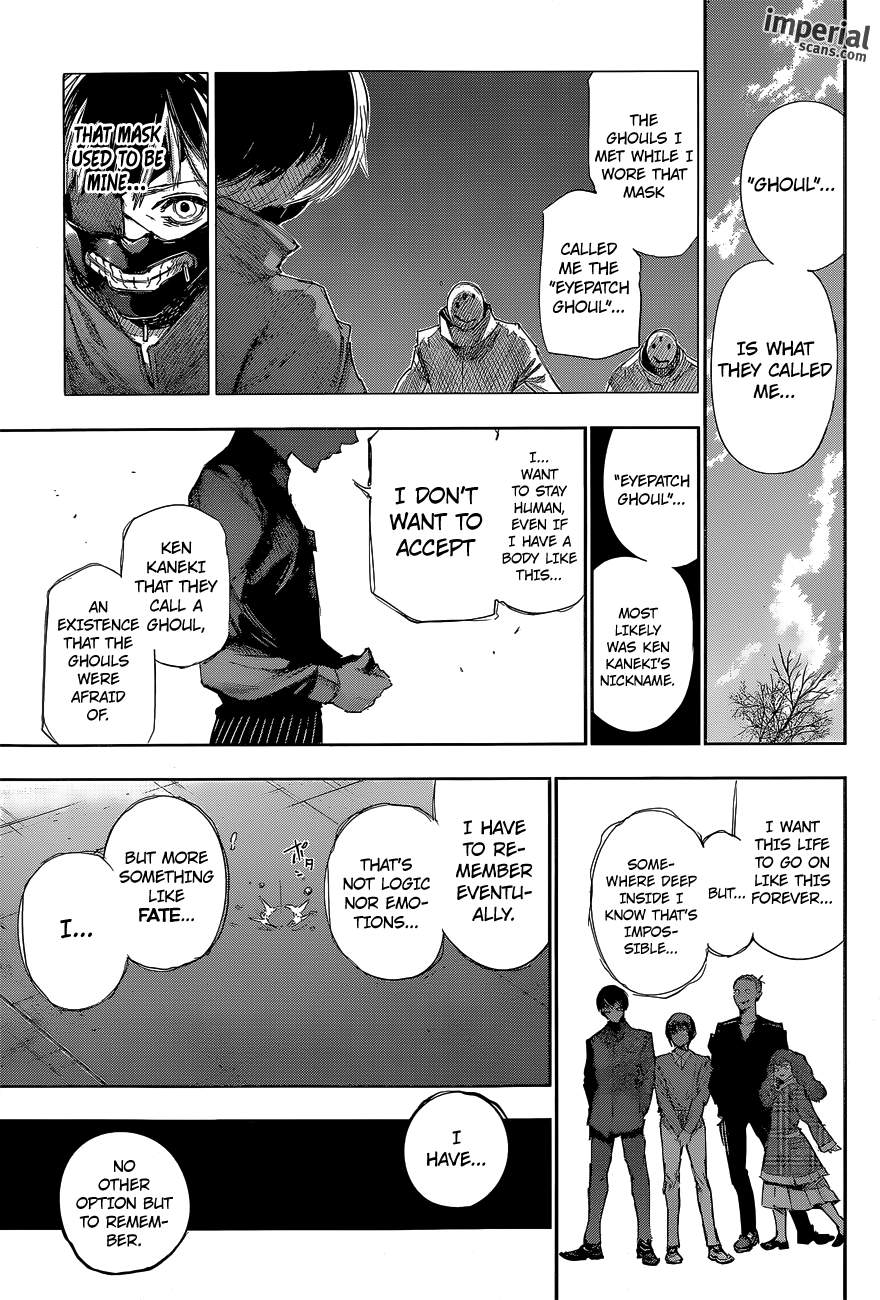 imperial
scans.com
"GHOUL"...
IS WHAT
THEY CALLED
ME...
THE
GHOULS I
MET WHILE I
WORE THAT
MASK
CALLED
ME THE
"EYEPATCH
GHOUL"...
THAT MASK
USED TO BE
MINE...
"EYEPATCH
GHOUL"...
MOST
LIKELY
WAS KEN
KANEKI'S
NICKNAME.
I...
WANT
TO STAY
HUMAN,
EVEN IF
I HAVE A
BODY LIKE
THIS...
I DON'T
WANT TO
ACCEPT
KEN
KANEKI
THAT THEY
CALL A
GHOUL,
AN
EXISTENCE
THAT THE
GHOULS
WERE
AFRAID
OF.
I WANT
THIS LIFE
TO GO ON
LIKE THIS
FOREVER...
BUT...
SOME-
WHERE DEEP
INSIDE I
KNOW THAT'S
IMPOS-
SIBLE...
I HAVE
TO RE-
MEMBER
EVENTU-
ALLY.
THAT'S
NOT LOGIC
NOR EMO-
TIONS...
ポタ
BUT MORE
SOMETHING
LIKE
FATE...
I...
I
HAVE...
NO
OTHER
OPTION BUT
TO REMEM-
BER.